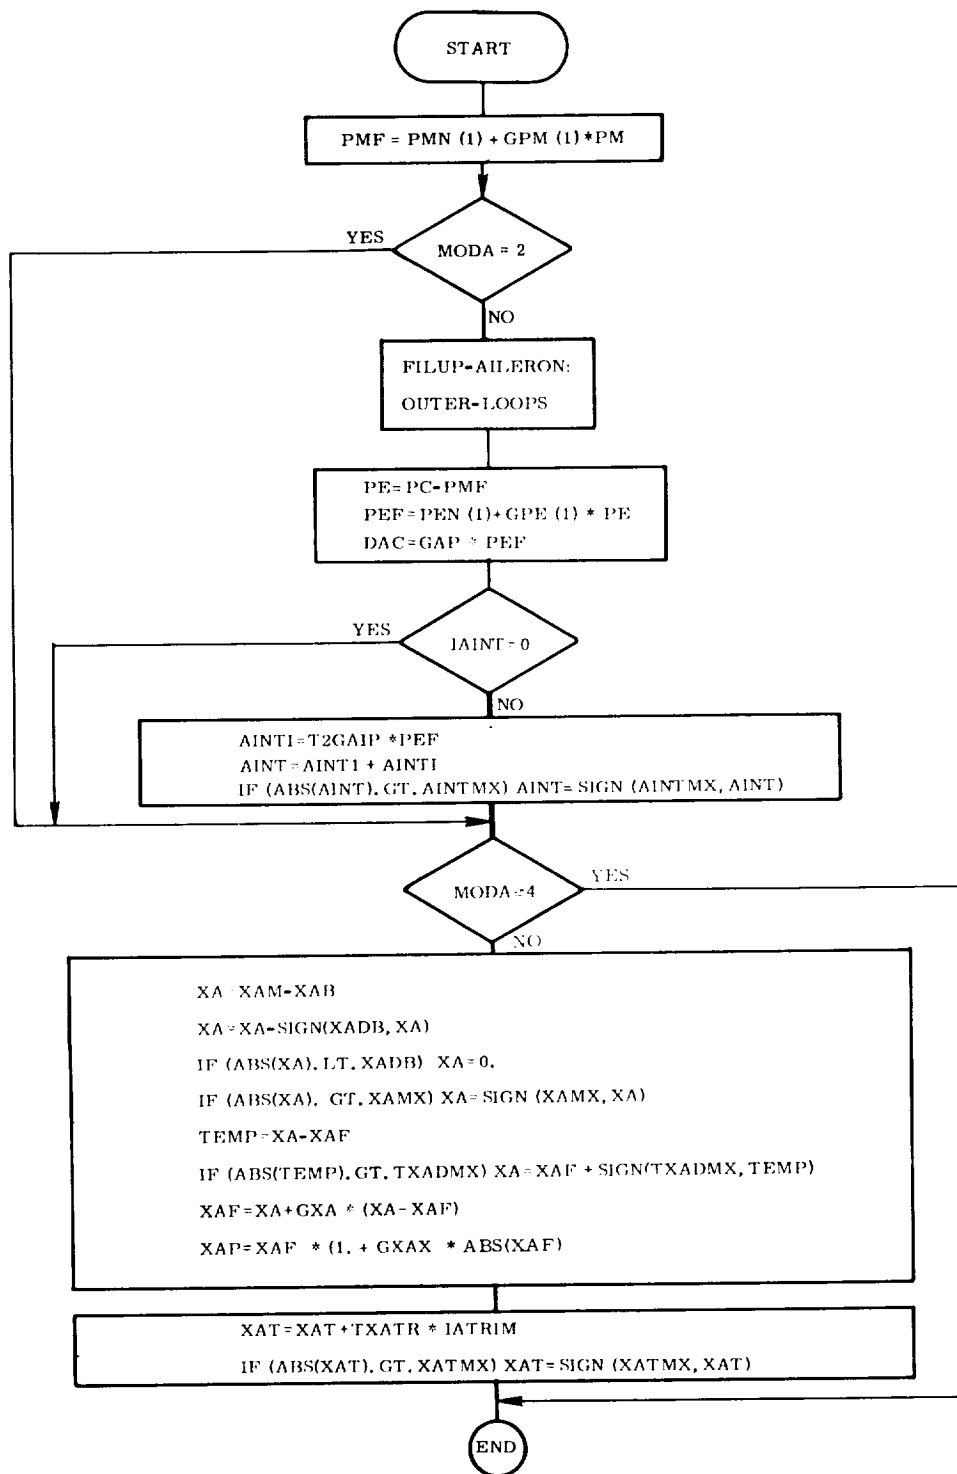 START
PMF = PMN (1) + GPM (1) *PM
YES
MODA = 2
NO
FILUP-AILERON:
OUTER-LOOPS
PE=PC-PMF
PEF=PEN (1)+GPE (1) * PE
DAC=GAP * PEF
YES
IAINT=0
NO
AINTI=T2GAIP *PEF
AINT=AINT1 + AINTI
IF (ABS(AINT). GT. AINTMX) AINT= SIGN (AINTMX, AINT)
MODA=4
YES
NO
XA=XAM-XAB
XA=XA-SIGN(XADB, XA)
IF (ABS(XA). LT. XADB) XA=0.
IF (ABS(XA). GT. XAMX) XA=SIGN (XAMX, XA)
TEMP=XA-XAF
IF (ABS(TEMP). GT. TXADMX) XA=XAF + SIGN(TXADMX, TEMP)
XAF=XA+GXA * (XA-XAF)
XAP=XAF * (1. + GXAX * ABS(XAF)
XAT=XAT+TXATR * IATRIM
IF (ABS(XAT). GT. XATMX) XAT=SIGN (XATMX, XAT)
END